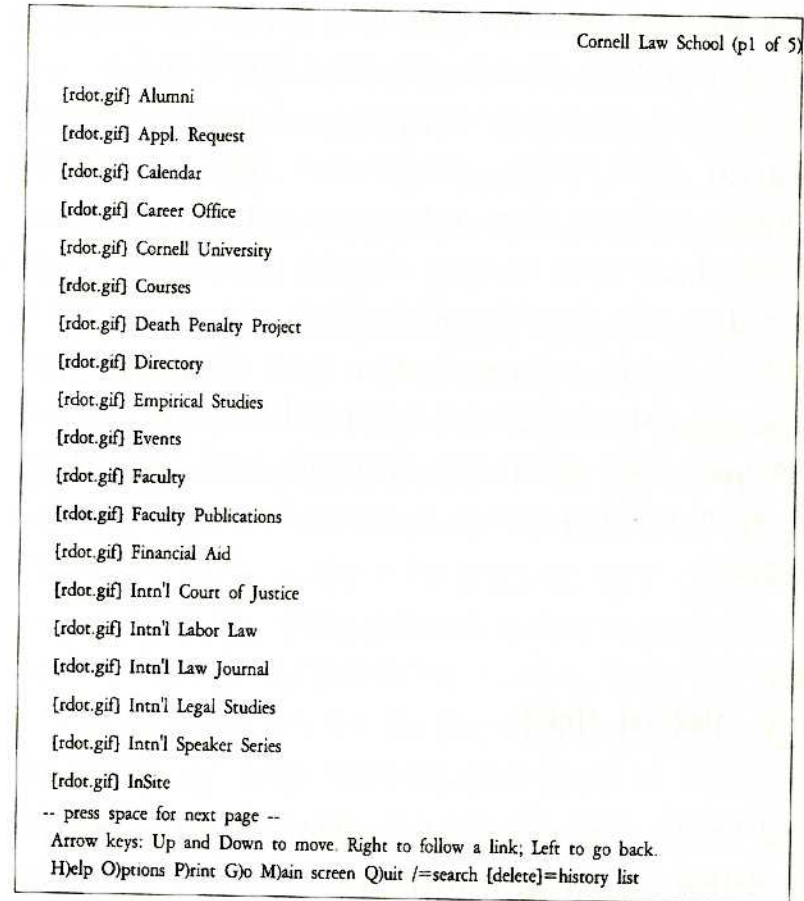 Cornell Law School (p1 of 5)
[rdot.gif] Alumni
[rdot.gif] Appl. Request
[rdot.gif] Calendar
[rdot.gif] Career Office
[rdot.gif] Cornell University
[rdot.gif] Courses
[rdot.gif] Death Penalty Project
[rdot.gif] Directory
[rdot.gif] Empirical Studies
[rdot.gif] Events
[rdot.gif] Faculty
[rdot.gif] Faculty Publications
[rdot.gif] Financial Aid
[rdot.gif] Intn'l Court of Justice
[rdot.gif] Intn'l Labor Law
[rdot.gif] Intn'l Law Journal
[rdot.gif] Intn'l Legal Studies
[rdot.gif] Intn'l Speaker Series
[rdot.gif] InSite
-- press space for next page --
Arrow keys: Up and Down to move. Right to follow a link; Left to go back.
H)elp O)ptions P)rint G)o M)ain screen Q)uit /=search [delete]=history list